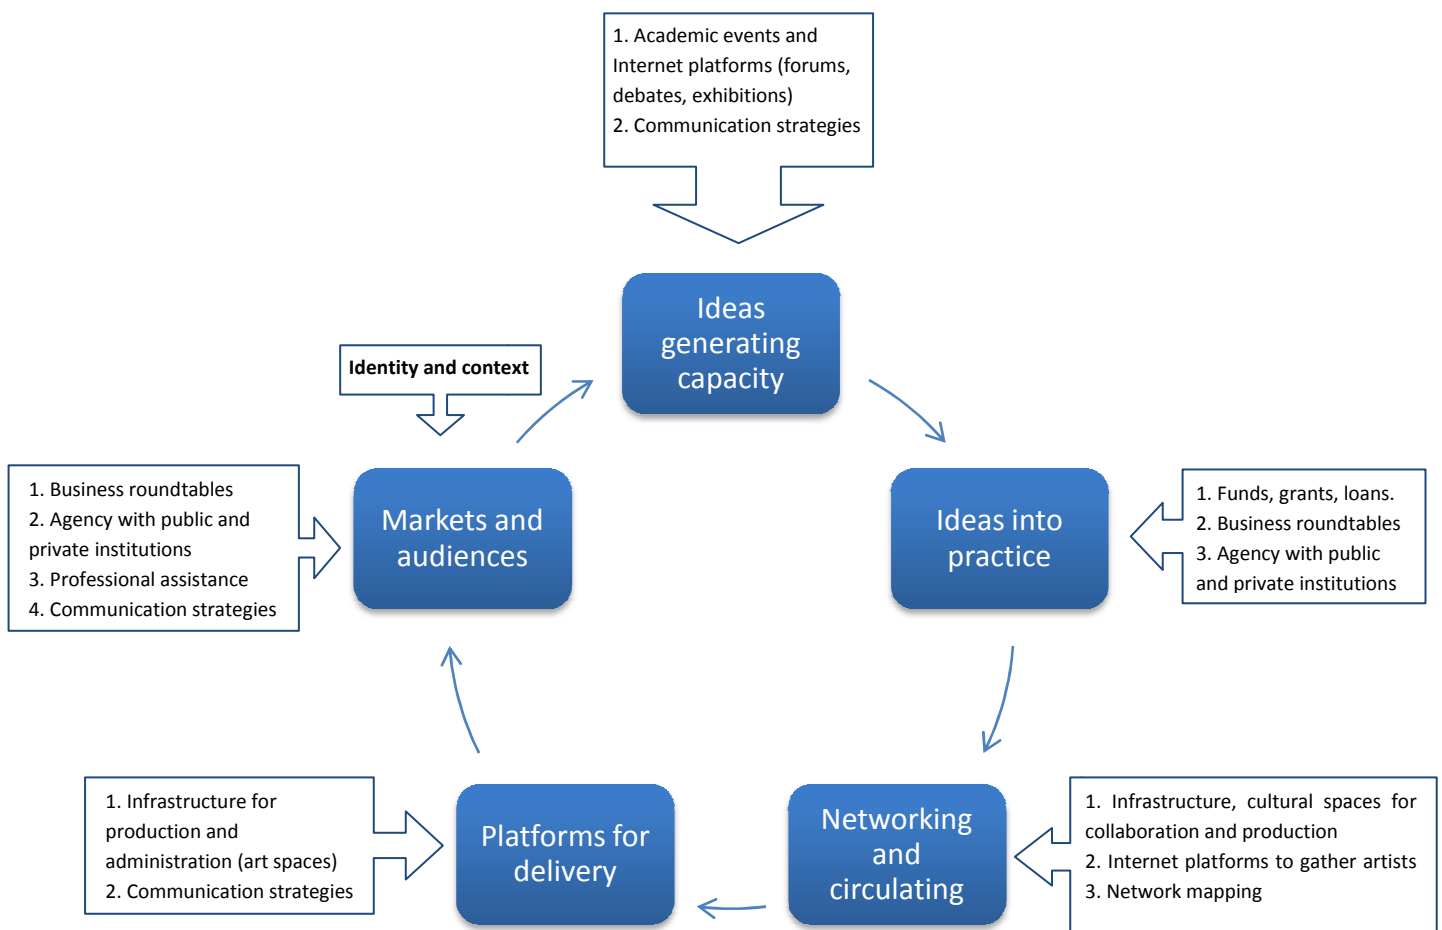 1. Academic events and
Internet platforms (forums,
debates, exhibitions)
2. Communication strategies
Ideas
generating
capacity
Identity and context
1. Business roundtables
2. Agency with public and
private institutions
3. Professional assistance
4. Communication strategies
Markets and
audiences
Ideas into
practice
1. Funds, grants, loans.
2. Business roundtables
3. Agency with public
and private institutions
1. Infrastructure for
production and
administration (art spaces)
2. Communication strategies
Platforms for
delivery
Networking
and
circulating
1. Infrastructure, cultural spaces for
collaboration and production
2. Internet platforms to gather artists
3. Network mapping